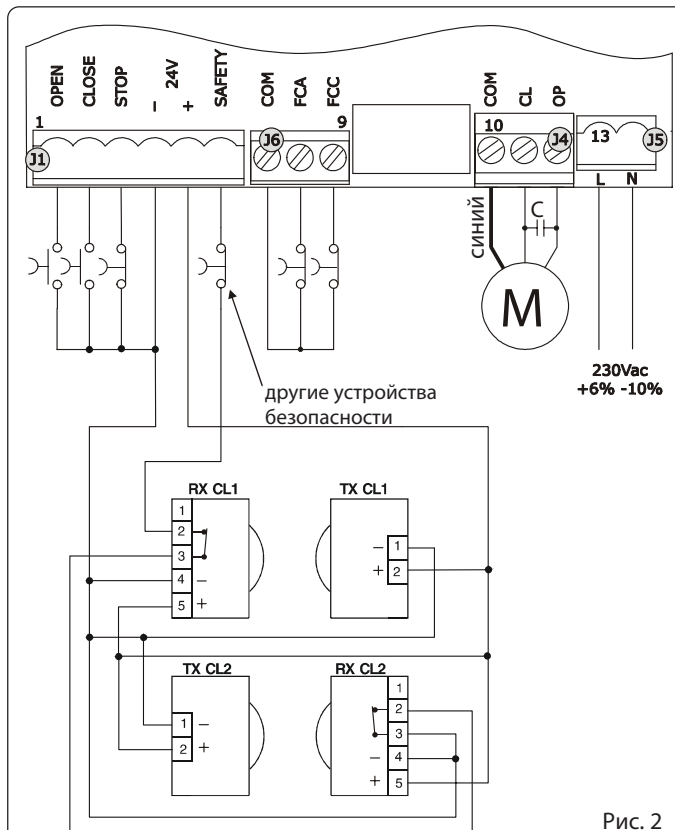 OPEN
CLOSE
STOP
–
24V
+
SAFETY
COM
FCA
FCC
COM
CL
OP
1
9
10
13
J1
J6
J4
J5
L N
синий
C
M
230Vac
+6% -10%
другие устройства
безопасности
RX CL1
1
2
3
4 –
5 +
TX CL1
– 1
+ 2
TX CL2
1 –
2 +
RX CL2
1
2
3
– 4
+ 5
Рис. 2